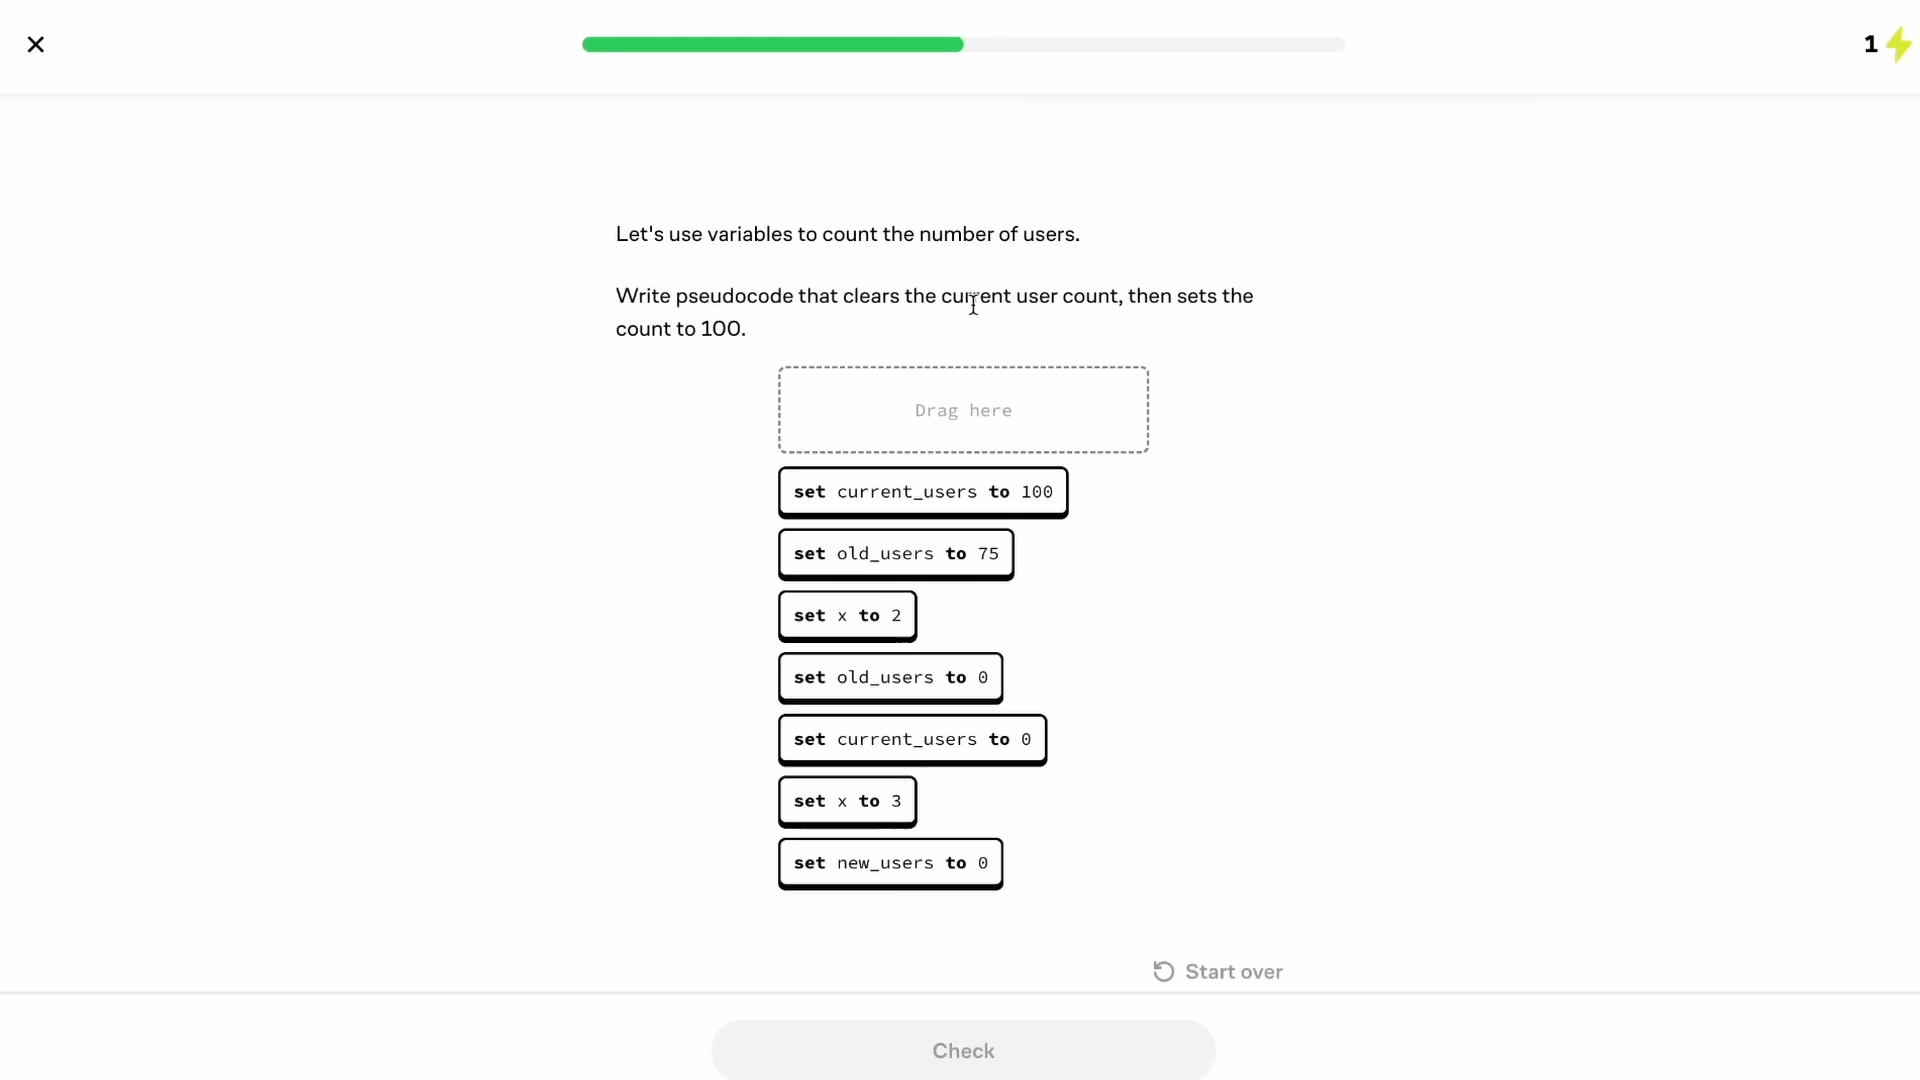 1
Let's use variables to count the number of users.
Write pseudocode that clears the current user count, then sets the
count to 100.
Drag here
set current_users to 100
set old_users to 75
set x to 2
set old_users to 0
set current_users to 0
set x to 3
set new_users to 0
Start over
Check